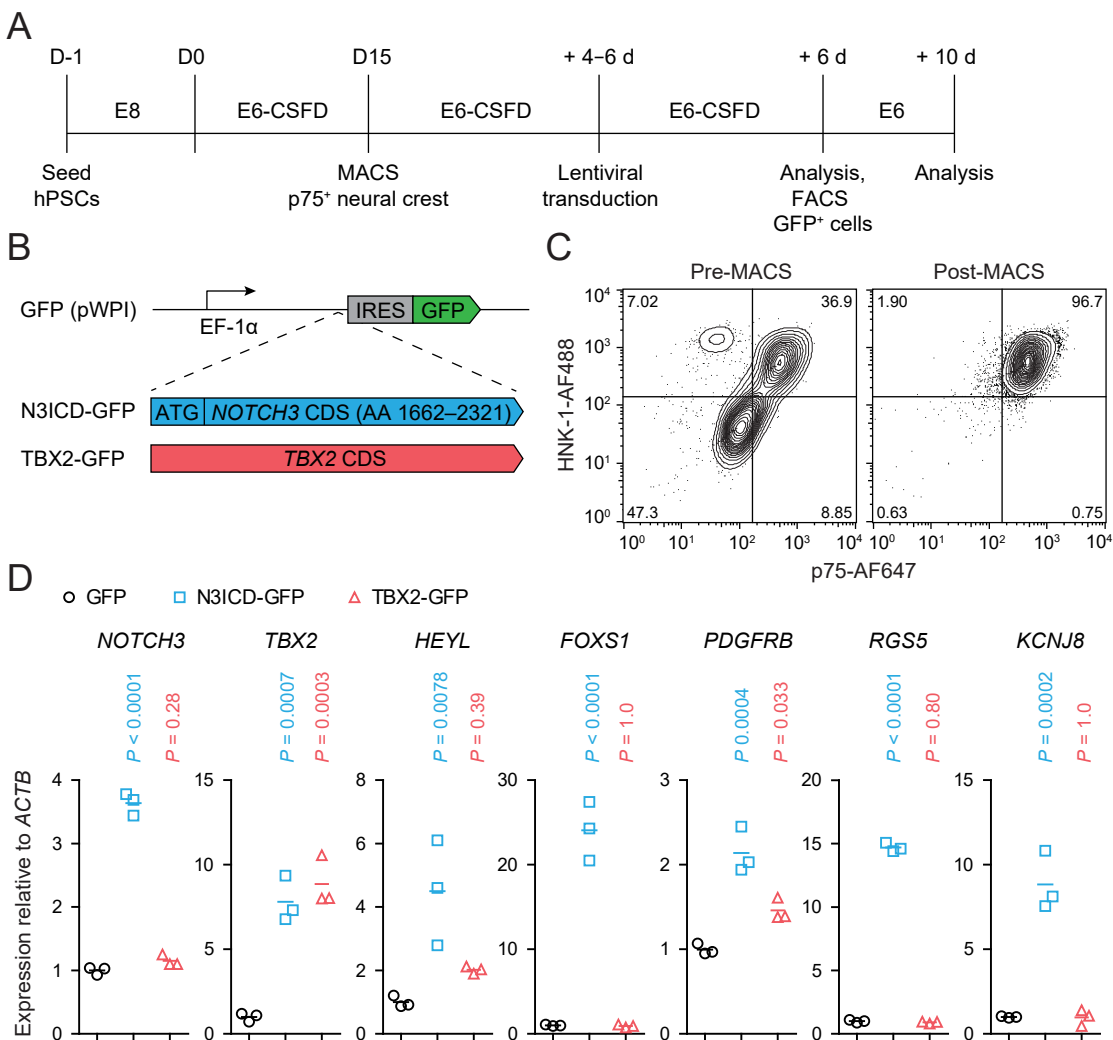 A
D-1 D0 D15 + 4–6 d + 6 d + 10 d
E8 E6-CSFD E6-CSFD E6-CSFD E6
Seed hPSCs
MACS
p75⁺ neural crest
Lentiviral
transduction
Analysis,
FACS
GFP⁺ cells
Analysis
B
GFP (pWPI)
EF-1α
IRES GFP
N3ICD-GFP ATG NOTCH3 CDS (AA 1662–2321)
TBX2-GFP TBX2 CDS
C
Pre-MACS Post-MACS
HNK-1-AF488
10⁴ 10³ 10² 10¹ 10⁰
7.02 36.9
47.3 8.85
1.90 96.7
0.63 0.75
10⁰ 10¹ 10² 10³ 10⁴
10⁰ 10¹ 10² 10³ 10⁴
p75-AF647
D
GFP N3ICD-GFP TBX2-GFP
Expression relative to ACTB
NOTCH3
P < 0.0001
P = 0.28
4
3
2
1
0
TBX2
P = 0.0007
P = 0.0003
15
10
5
0
HEYL
P = 0.0078
P = 0.39
8
6
4
2
0
FOXS1
P < 0.0001
P = 1.0
30
20
10
0
PDGFRB
P 0.0004
P = 0.033
3
2
1
0
RGS5
P < 0.0001
P = 0.80
20
15
10
5
0
KCNJ8
P = 0.0002
P = 1.0
15
10
5
0